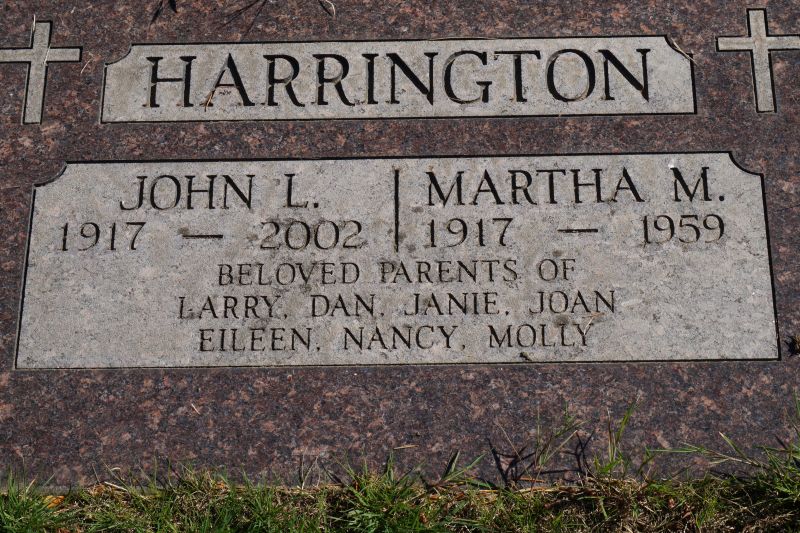 HARRINGTON
JOHN L. MARTHA M.
1917 — 2002 1917 — 1959
BELOVED PARENTS OF
LARRY, DAN, JANIE, JOAN
EILEEN, NANCY, MOLLY